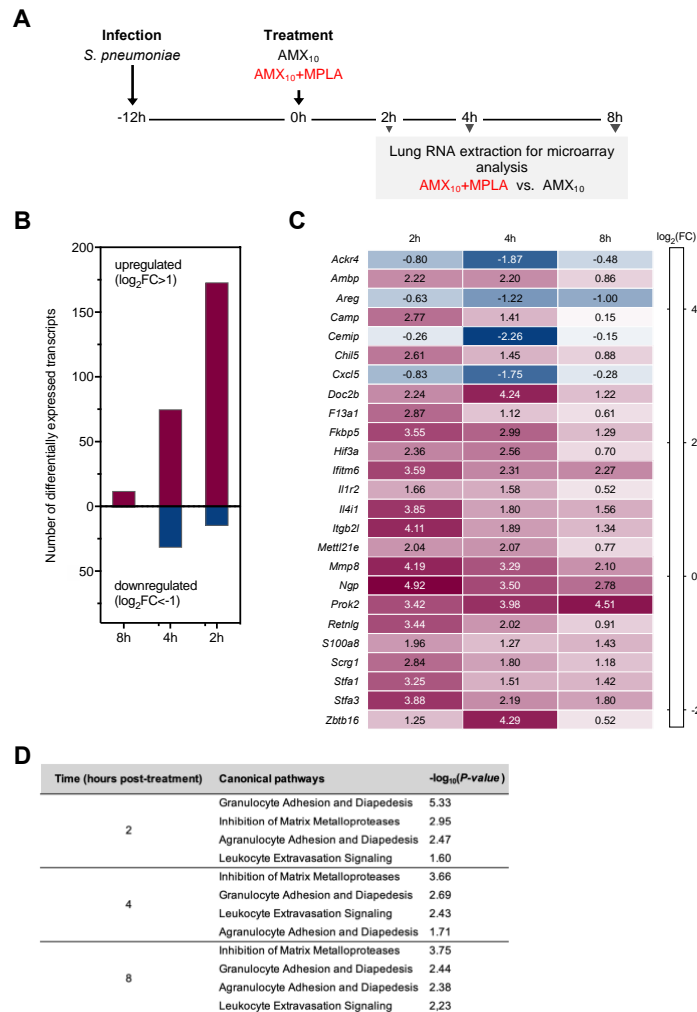 A
Infection
S. pneumoniae
Treatment
AMX10
AMX10+MPLA
-12h 0h 2h 4h 8h
Lung RNA extraction for microarray
analysis
AMX10+MPLA vs. AMX10
B
Number of differentially expressed transcripts
200
150
100
50
0
50
upregulated
(log2FC>1)
downregulated
(log2FC<-1)
8h 4h 2h
C
2h 4h 8h
log2(FC)
Ackr4 -0.80 -1.87 -0.48
Ambp 2.22 2.20 0.86
Areg -0.63 -1.22 -1.00
Camp 2.77 1.41 0.15
Cemip -0.26 -2.26 -0.15
Chil5 2.61 1.45 0.88
Cxcl5 -0.83 -1.75 -0.28
Doc2b 2.24 4.24 1.22
F13a1 2.87 1.12 0.61
Fkbp5 3.55 2.99 1.29
Hif3a 2.36 2.56 0.70
Ifitm6 3.59 2.31 2.27
Il1r2 1.66 1.58 0.52
Il4i1 3.85 1.80 1.56
Itgb2l 4.11 1.89 1.34
Mettl21e 2.04 2.07 0.77
Mmp8 4.19 3.29 2.10
Ngp 4.92 3.50 2.78
Prok2 3.42 3.98 4.51
Retnlg 3.44 2.02 0.91
S100a8 1.96 1.27 1.43
Scrg1 2.84 1.80 1.18
Stfa1 3.25 1.51 1.42
Stfa3 3.88 2.19 1.80
Zbtb16 1.25 4.29 0.52
4
2
0
-2
D
Time (hours post-treatment) Canonical pathways -log10(P-value)
2
Granulocyte Adhesion and Diapedesis 5.33
Inhibition of Matrix Metalloproteases 2.95
Agranulocyte Adhesion and Diapedesis 2.47
Leukocyte Extravasation Signaling 1.60
4
Inhibition of Matrix Metalloproteases 3.66
Granulocyte Adhesion and Diapedesis 2.69
Leukocyte Extravasation Signaling 2.43
Agranulocyte Adhesion and Diapedesis 1.71
8
Inhibition of Matrix Metalloproteases 3.75
Granulocyte Adhesion and Diapedesis 2.44
Agranulocyte Adhesion and Diapedesis 2.38
Leukocyte Extravasation Signaling 2,23